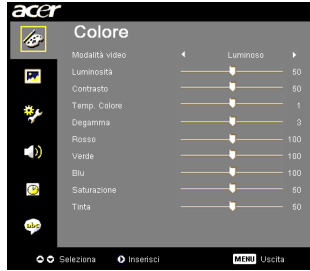 acer
Colore
Modalità video Luminoso
Luminosità 50
Contrasto 50
Temp. Colore 1
Degamma 3
Rosso 100
Verde 100
Blu 100
Saturazione 50
Tinta 50
abc
Seleziona Inserisci MENU Uscita